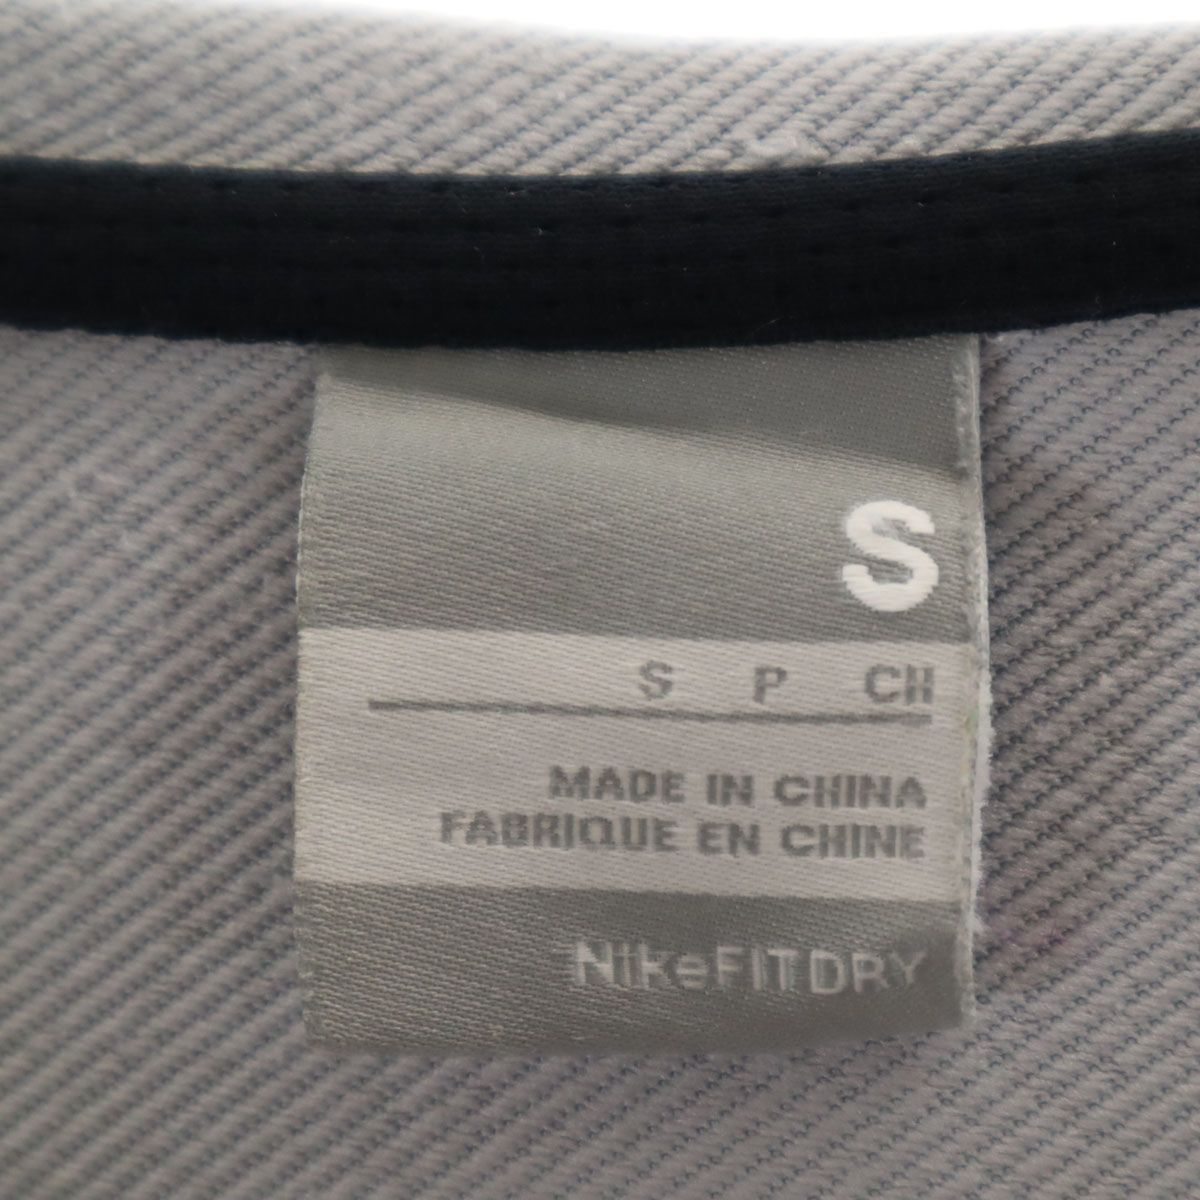 S
S P CH
MADE IN CHINA
FABRIQUE EN CHINE
NikeFITDRY